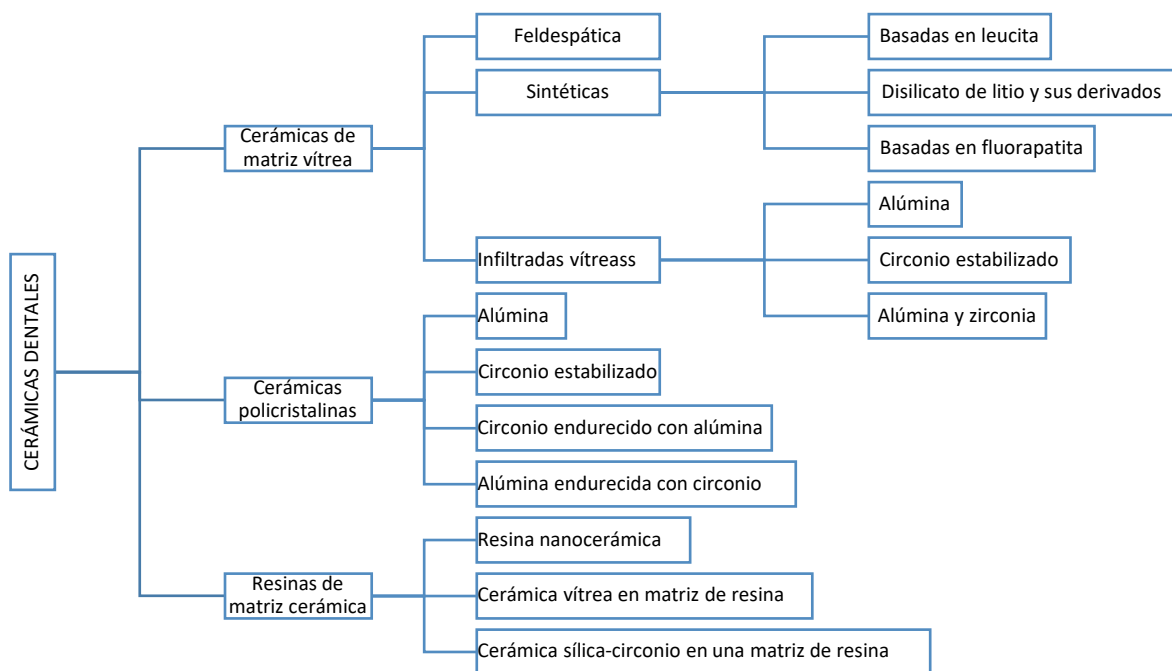 CERÁMICAS DENTALES
Cerámicas de
matriz vítrea
Feldespática
Sintéticas
Basadas en leucita
Disilicato de litio y sus derivados
Basadas en fluorapatita
Infiltradas vítreass
Alúmina
Circonio estabilizado
Alúmina y zirconia
Cerámicas
policristalinas
Alúmina
Circonio estabilizado
Circonio endurecido con alúmina
Alúmina endurecida con circonio
Resinas de
matriz cerámica
Resina nanocerámica
Cerámica vítrea en matriz de resina
Cerámica sílica-circonio en una matriz de resina